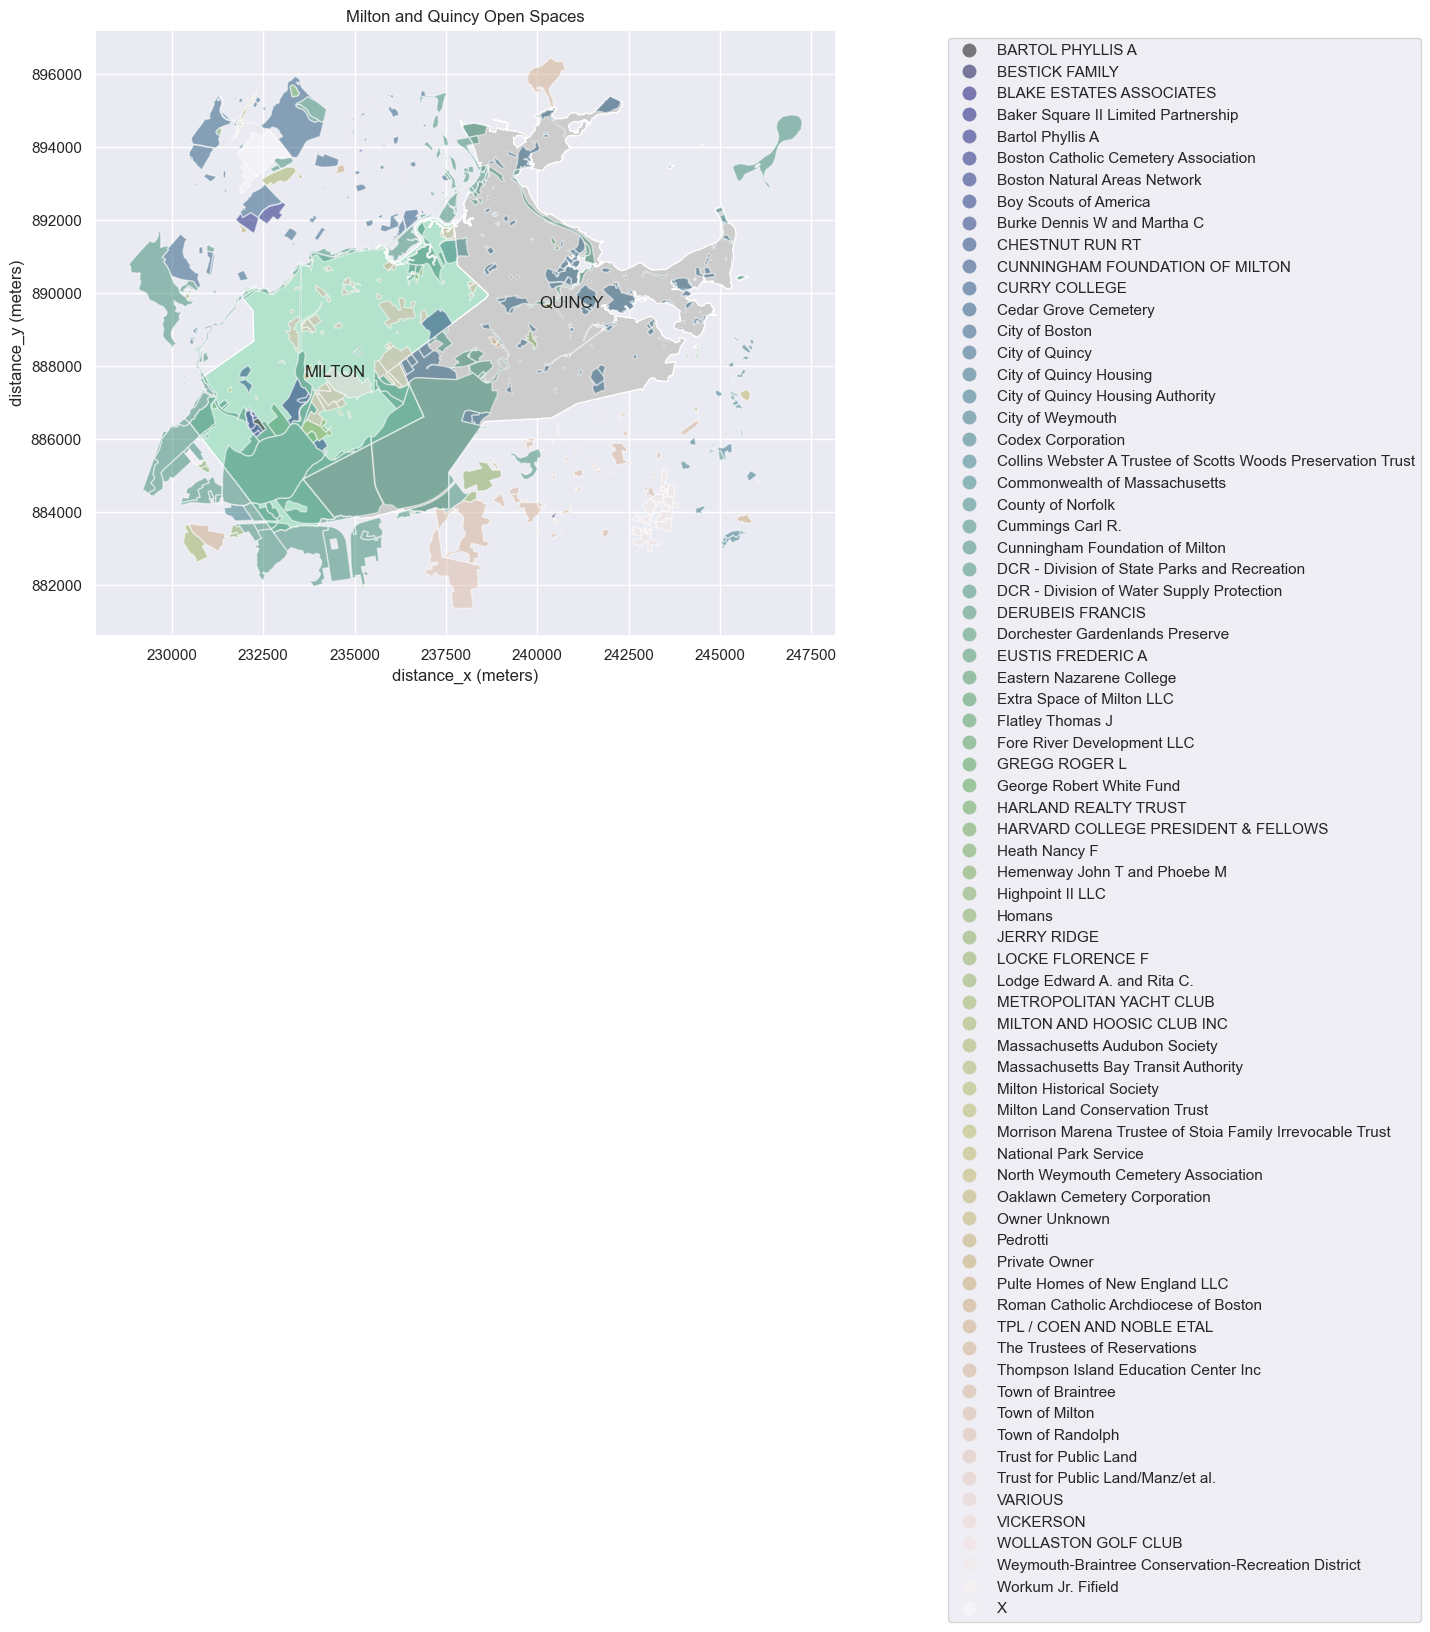 Milton and Quincy Open Spaces
896000
894000
892000
890000
888000
886000
884000
882000
distance_y (meters)
QUINCY
MILTON
230000 232500 235000 237500 240000 242500 245000 247500
distance_x (meters)
BARTOL PHYLLIS A
BESTICK FAMILY
BLAKE ESTATES ASSOCIATES
Baker Square II Limited Partnership
Bartol Phyllis A
Boston Catholic Cemetery Association
Boston Natural Areas Network
Boy Scouts of America
Burke Dennis W and Martha C
CHESTNUT RUN RT
CUNNINGHAM FOUNDATION OF MILTON
CURRY COLLEGE
Cedar Grove Cemetery
City of Boston
City of Quincy
City of Quincy Housing
City of Quincy Housing Authority
City of Weymouth
Codex Corporation
Collins Webster A Trustee of Scotts Woods Preservation Trust
Commonwealth of Massachusetts
County of Norfolk
Cummings Carl R.
Cunningham Foundation of Milton
DCR - Division of State Parks and Recreation
DCR - Division of Water Supply Protection
DERUBEIS FRANCIS
Dorchester Gardenlands Preserve
EUSTIS FREDERIC A
Eastern Nazarene College
Extra Space of Milton LLC
Flatley Thomas J
Fore River Development LLC
GREGG ROGER L
George Robert White Fund
HARLAND REALTY TRUST
HARVARD COLLEGE PRESIDENT & FELLOWS
Heath Nancy F
Hemenway John T and Phoebe M
Highpoint II LLC
Homans
JERRY RIDGE
LOCKE FLORENCE F
Lodge Edward A. and Rita C.
METROPOLITAN YACHT CLUB
MILTON AND HOOSIC CLUB INC
Massachusetts Audubon Society
Massachusetts Bay Transit Authority
Milton Historical Society
Milton Land Conservation Trust
Morrison Marena Trustee of Stoia Family Irrevocable Trust
National Park Service
North Weymouth Cemetery Association
Oaklawn Cemetery Corporation
Owner Unknown
Pedrotti
Private Owner
Pulte Homes of New England LLC
Roman Catholic Archdiocese of Boston
TPL / COEN AND NOBLE ETAL
The Trustees of Reservations
Thompson Island Education Center Inc
Town of Braintree
Town of Milton
Town of Randolph
Trust for Public Land
Trust for Public Land/Manz/et al.
VARIOUS
VICKERSON
WOLLASTON GOLF CLUB
Weymouth-Braintree Conservation-Recreation District
Workum Jr. Fifield
X